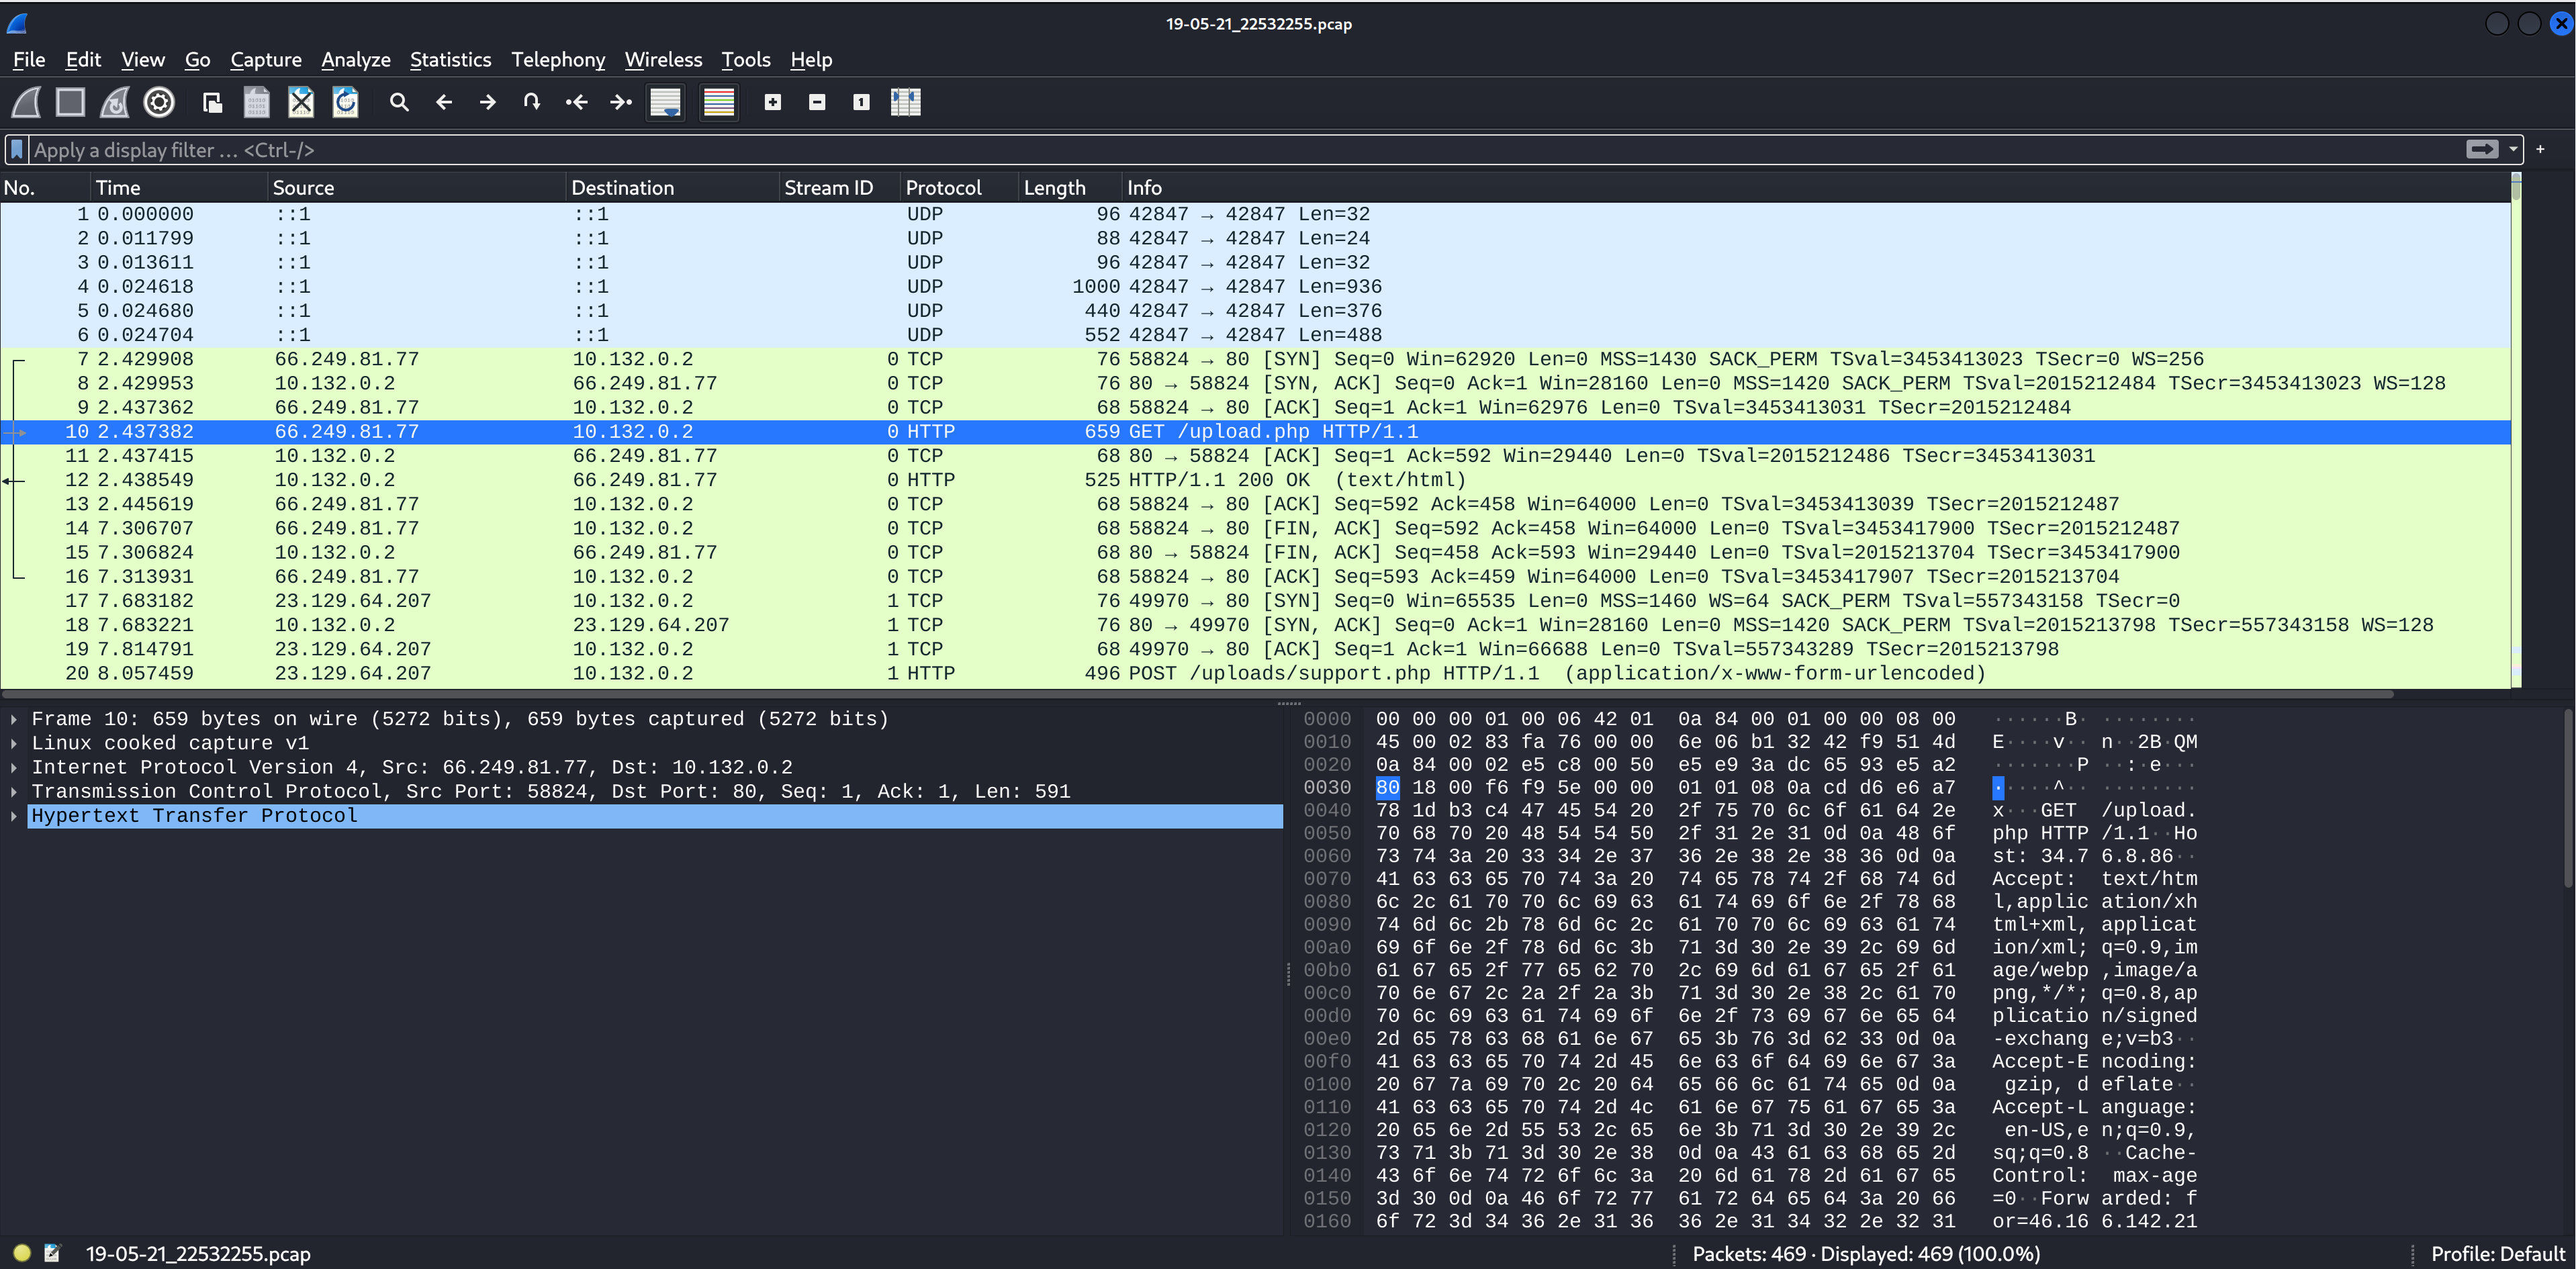 19-05-21_22532255.pcap
File Edit View Go Capture Analyze Statistics Telephony Wireless Tools Help
Apply a display filter … <Ctrl-/>
No. Time Source Destination Stream ID Protocol Length Info
1 0.000000 ::1 ::1 UDP 96 42847 → 42847 Len=32
2 0.011799 ::1 ::1 UDP 88 42847 → 42847 Len=24
3 0.013611 ::1 ::1 UDP 96 42847 → 42847 Len=32
4 0.024618 ::1 ::1 UDP 1000 42847 → 42847 Len=936
5 0.024680 ::1 ::1 UDP 440 42847 → 42847 Len=376
6 0.024704 ::1 ::1 UDP 552 42847 → 42847 Len=488
7 2.429908 66.249.81.77 10.132.0.2 0 TCP 76 58824 → 80 [SYN] Seq=0 Win=62920 Len=0 MSS=1430 SACK_PERM TSval=3453413023 TSecr=0 WS=256
8 2.429953 10.132.0.2 66.249.81.77 0 TCP 76 80 → 58824 [SYN, ACK] Seq=0 Ack=1 Win=28160 Len=0 MSS=1420 SACK_PERM TSval=2015212484 TSecr=3453413023 WS=128
9 2.437362 66.249.81.77 10.132.0.2 0 TCP 68 58824 → 80 [ACK] Seq=1 Ack=1 Win=62976 Len=0 TSval=3453413031 TSecr=2015212484
10 2.437382 66.249.81.77 10.132.0.2 0 HTTP 659 GET /upload.php HTTP/1.1
11 2.437415 10.132.0.2 66.249.81.77 0 TCP 68 80 → 58824 [ACK] Seq=1 Ack=592 Win=29440 Len=0 TSval=2015212486 TSecr=3453413031
12 2.438549 10.132.0.2 66.249.81.77 0 HTTP 525 HTTP/1.1 200 OK (text/html)
13 2.445619 66.249.81.77 10.132.0.2 0 TCP 68 58824 → 80 [ACK] Seq=592 Ack=458 Win=64000 Len=0 TSval=3453413039 TSecr=2015212487
14 7.306707 66.249.81.77 10.132.0.2 0 TCP 68 58824 → 80 [FIN, ACK] Seq=592 Ack=458 Win=64000 Len=0 TSval=3453417900 TSecr=2015212487
15 7.306824 10.132.0.2 66.249.81.77 0 TCP 68 80 → 58824 [FIN, ACK] Seq=458 Ack=593 Win=29440 Len=0 TSval=2015213704 TSecr=3453417900
16 7.313931 66.249.81.77 10.132.0.2 0 TCP 68 58824 → 80 [ACK] Seq=593 Ack=459 Win=64000 Len=0 TSval=3453417907 TSecr=2015213704
17 7.683182 23.129.64.207 10.132.0.2 1 TCP 76 49970 → 80 [SYN] Seq=0 Win=65535 Len=0 MSS=1460 WS=64 SACK_PERM TSval=557343158 TSecr=0
18 7.683221 10.132.0.2 23.129.64.207 1 TCP 76 80 → 49970 [SYN, ACK] Seq=0 Ack=1 Win=28160 Len=0 MSS=1420 SACK_PERM TSval=2015213798 TSecr=557343158 WS=128
19 7.814791 23.129.64.207 10.132.0.2 1 TCP 68 49970 → 80 [ACK] Seq=1 Ack=1 Win=66688 Len=0 TSval=557343289 TSecr=2015213798
20 8.057459 23.129.64.207 10.132.0.2 1 HTTP 496 POST /uploads/support.php HTTP/1.1 (application/x-www-form-urlencoded)
Frame 10: 659 bytes on wire (5272 bits), 659 bytes captured (5272 bits)
Linux cooked capture v1
Internet Protocol Version 4, Src: 66.249.81.77, Dst: 10.132.0.2
Transmission Control Protocol, Src Port: 58824, Dst Port: 80, Seq: 1, Ack: 1, Len: 591
Hypertext Transfer Protocol
0000 00 00 00 01 00 06 42 01 0a 84 00 01 00 00 08 00 ······B· ········
0010 45 00 02 83 fa 76 00 00 6e 06 b1 32 42 f9 51 4d E····v·· n··2B·QM
0020 0a 84 00 02 e5 c8 00 50 e5 e9 3a dc 65 93 e5 a2 ·······P ··:·e···
0030 80 18 00 f6 f9 5e 00 00 01 01 08 0a cd d6 e6 a7 ·····^·· ········
0040 78 1d b3 c4 47 45 54 20 2f 75 70 6c 6f 61 64 2e x···GET /upload.
0050 70 68 70 20 48 54 54 50 2f 31 2e 31 0d 0a 48 6f php HTTP /1.1··Ho
0060 73 74 3a 20 33 34 2e 37 36 2e 38 2e 38 36 0d 0a st: 34.7 6.8.86··
0070 41 63 63 65 70 74 3a 20 74 65 78 74 2f 68 74 6d Accept: text/htm
0080 6c 2c 61 70 70 6c 69 63 61 74 69 6f 6e 2f 78 68 l,applic ation/xh
0090 74 6d 6c 2b 78 6d 6c 2c 61 70 70 6c 69 63 61 74 tml+xml, applicat
00a0 69 6f 6e 2f 78 6d 6c 3b 71 3d 30 2e 39 2c 69 6d ion/xml; q=0.9,im
00b0 61 67 65 2f 77 65 62 70 2c 69 6d 61 67 65 2f 61 age/webp ,image/a
00c0 70 6e 67 2c 2a 2f 2a 3b 71 3d 30 2e 38 2c 61 70 png,*/*; q=0.8,ap
00d0 70 6c 69 63 61 74 69 6f 6e 2f 73 69 67 6e 65 64 plicatio n/signed
00e0 2d 65 78 63 68 61 6e 67 65 3b 76 3d 62 33 0d 0a -exchang e;v=b3··
00f0 41 63 63 65 70 74 2d 45 6e 63 6f 64 69 6e 67 3a Accept-E ncoding:
0100 20 67 7a 69 70 2c 20 64 65 66 6c 61 74 65 0d 0a gzip, d eflate··
0110 41 63 63 65 70 74 2d 4c 61 6e 67 75 61 67 65 3a Accept-L anguage:
0120 20 65 6e 2d 55 53 2c 65 6e 3b 71 3d 30 2e 39 2c en-US,e n;q=0.9,
0130 73 71 3b 71 3d 30 2e 38 0d 0a 43 61 63 68 65 2d sq;q=0.8 ··Cache-
0140 43 6f 6e 74 72 6f 6c 3a 20 6d 61 78 2d 61 67 65 Control: max-age
0150 3d 30 0d 0a 46 6f 72 77 61 72 64 65 64 3a 20 66 =0··Forw arded: f
0160 6f 72 3d 34 36 2e 31 36 36 2e 31 34 32 2e 32 31 or=46.16 6.142.21
19-05-21_22532255.pcap Packets: 469 · Displayed: 469 (100.0%) Profile: Default